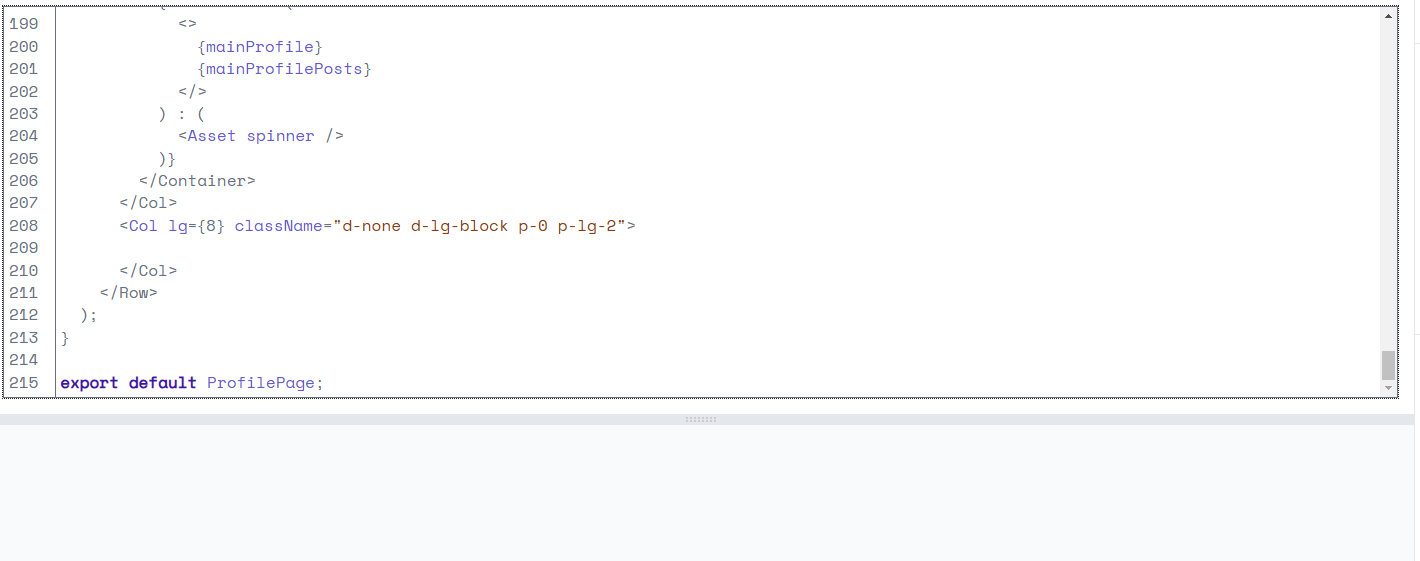 199 <>
200 {mainProfile}
201 {mainProfilePosts}
202 </>
203 ) : (
204 <Asset spinner />
205 )}
206 </Container>
207 </Col>
208 <Col lg={8} className="d-none d-lg-block p-0 p-lg-2">
209
210 </Col>
211 </Row>
212 );
213 }
214
215 export default ProfilePage;